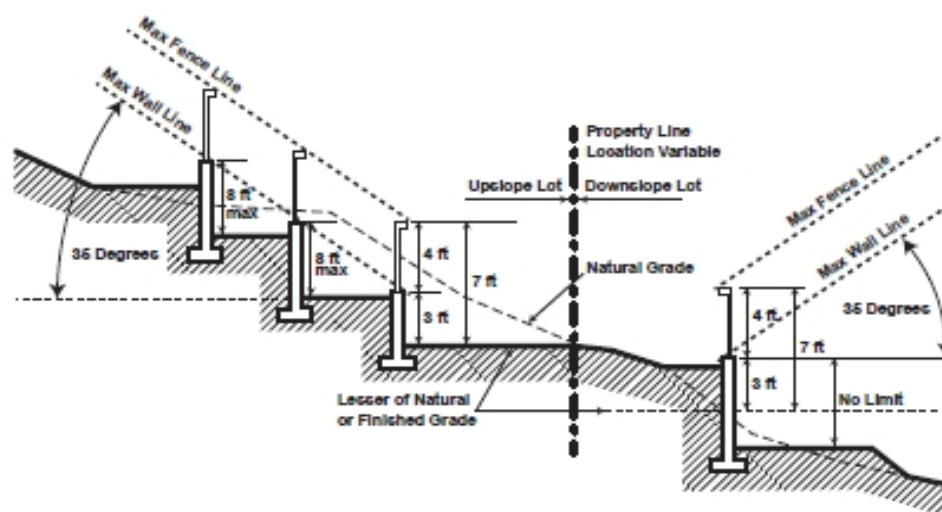 Max Fence Line
Max Wall Line
Property Line
Location Variable
Upslope Lot
Downslope Lot
Max Fence Line
Max Wall Line
8 ft
max
35 Degrees
8 ft
max
4 ft
7 ft
3 ft
Natural Grade
4 ft
7 ft
3 ft
35 Degrees
No Limit
Lesser of Natural
or Finished Grade